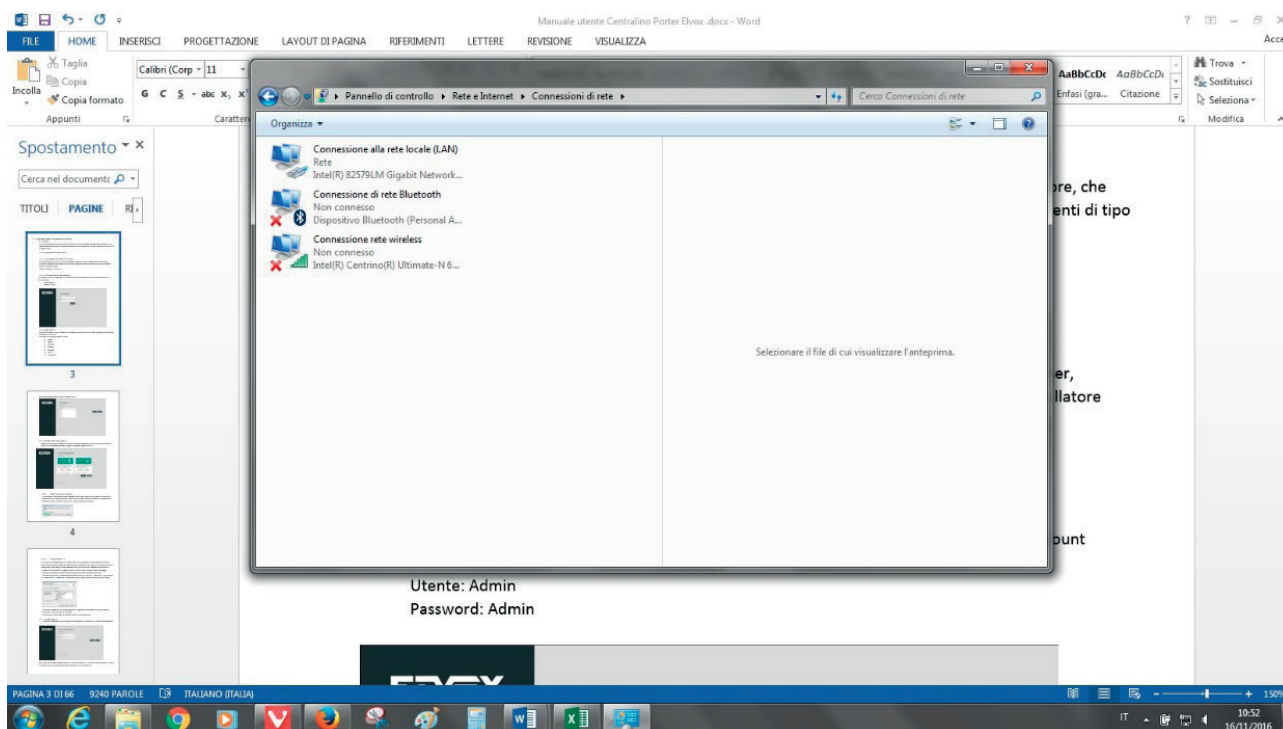 Manuale utente Centralino Porter Elvox .docx - Word
FILE HOME INSERISCI PROGETTAZIONE LAYOUT DI PAGINA RIFERIMENTI LETTERE REVISIONE VISUALIZZA
Acce
Taglia
Copia
Copia formato
Incolla
Appunti
Calibri (Corp 11
G C S abc X, X
Caratter
AaBbCcDc AaBbCcDc
Enfasi (gra... Citazione
Trova
Sostituisci
Seleziona
Modifica
Spostamento
Cerca nel documento
TITOLI PAGINE RI
3
4
Pannello di controllo Rete e Internet Connessioni di rete
Cerca Connessioni di rete
Organizza
Connessione alla rete locale (LAN)
Rete
Intel(R) 82579LM Gigabit Network...
Connessione di rete Bluetooth
Non connesso
Dispositivo Bluetooth (Personal A...
Connessione rete wireless
Non connesso
Intel(R) Centrino(R) Ultimate-N 6...
Selezionare il file di cui visualizzare l'anteprima.
ore, che
enti di tipo
er,
llatore
ount
Utente: Admin
Password: Admin
PAGINA 3 DI 66 9240 PAROLE ITALIANO (ITALIA)
150%
IT
10:52
16/11/2016